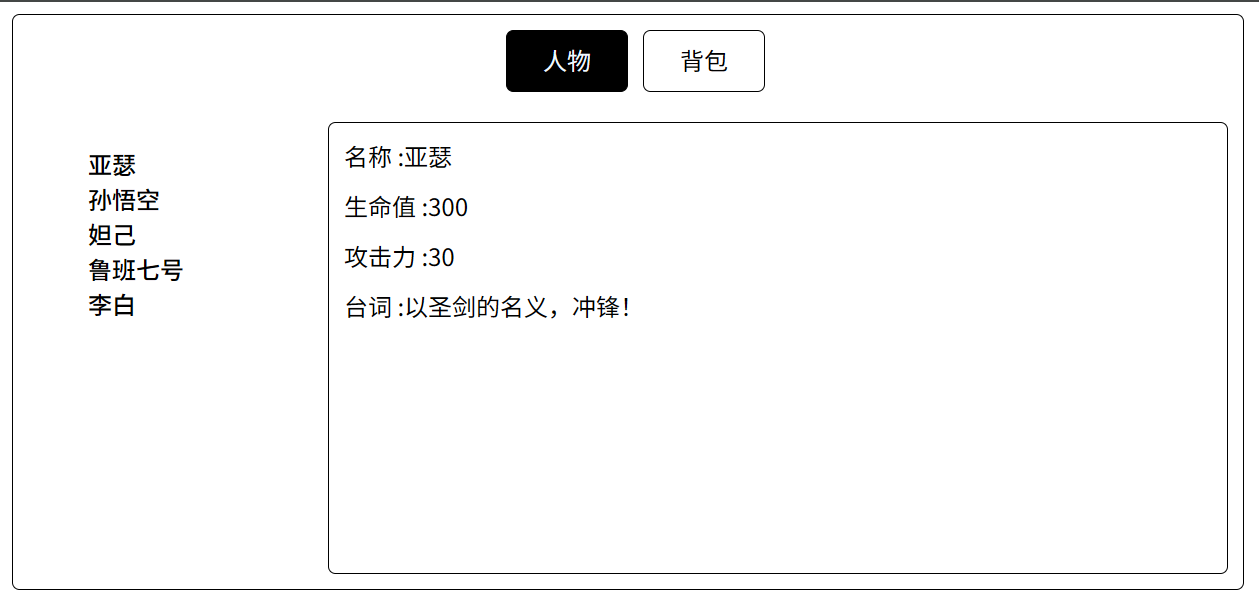 人物
背包
亚瑟
孙悟空
妲己
鲁班七号
李白
名称 :亚瑟
生命值 :300
攻击力 :30
台词 :以圣剑的名义，冲锋！